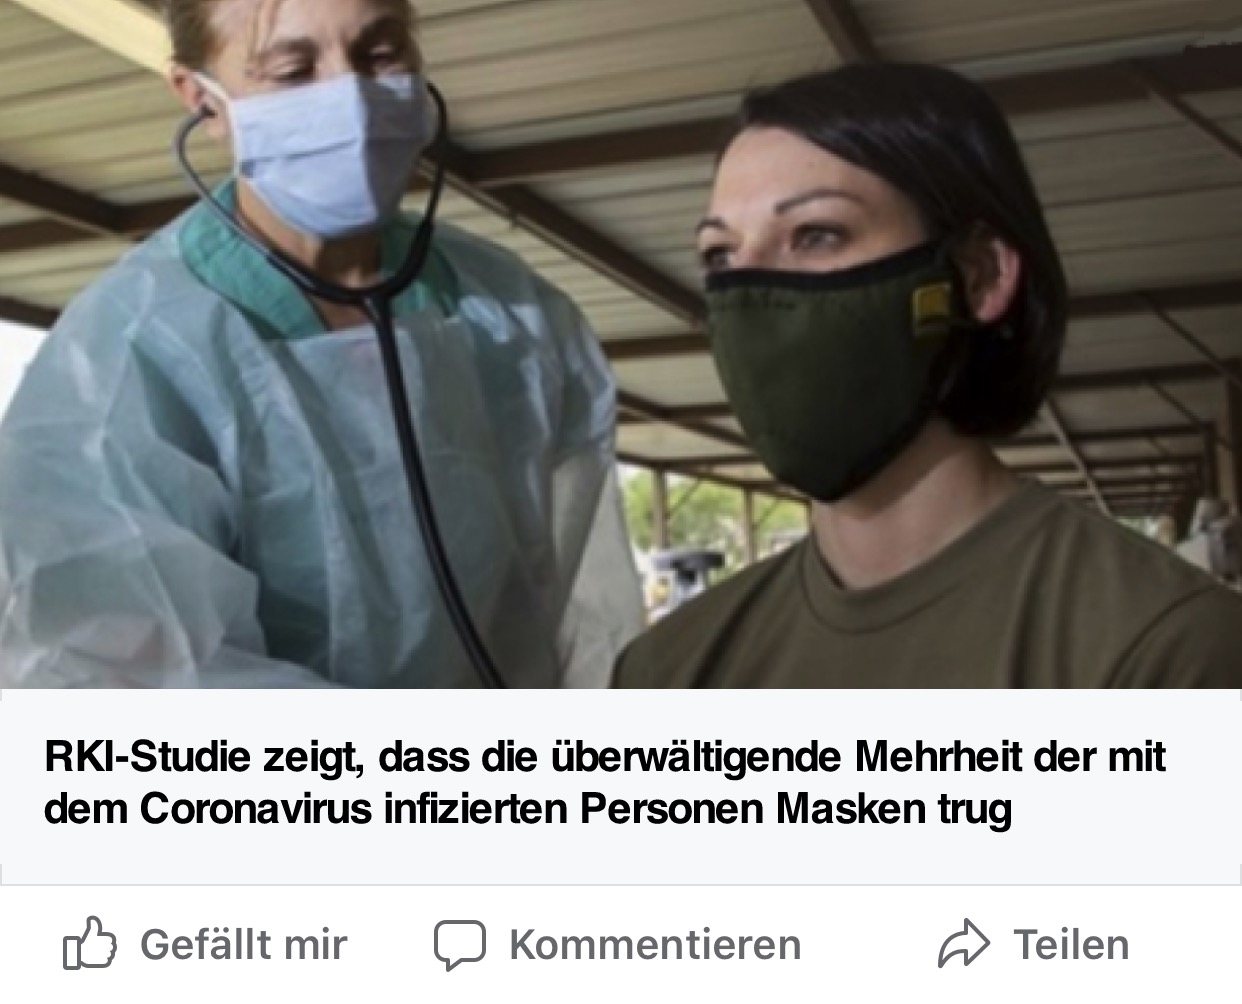 RKI-Studie zeigt, dass die überwältigende Mehrheit der mit
dem Coronavirus infizierten Personen Masken trug
Gefällt mir
Kommentieren
Teilen